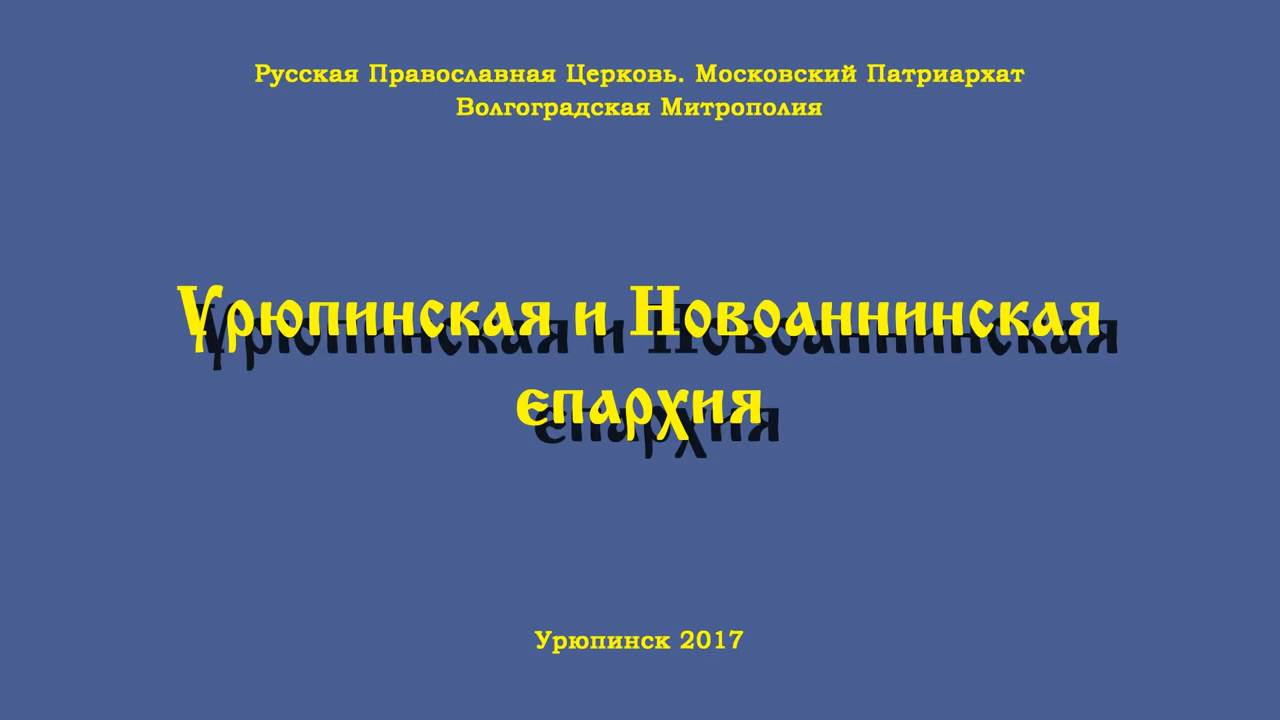 Русская Православная Церковь. Московский Патриархат
Волгоградская Митрополия
Урюпинская и Новоаннинская
епархия
Урюпинск 2017